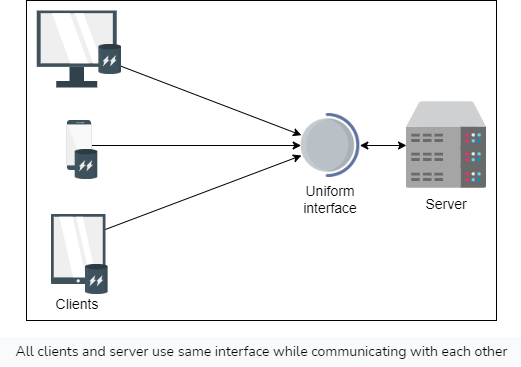 Uniform
interface
Server
Clients
All clients and server use same interface while communicating with each other